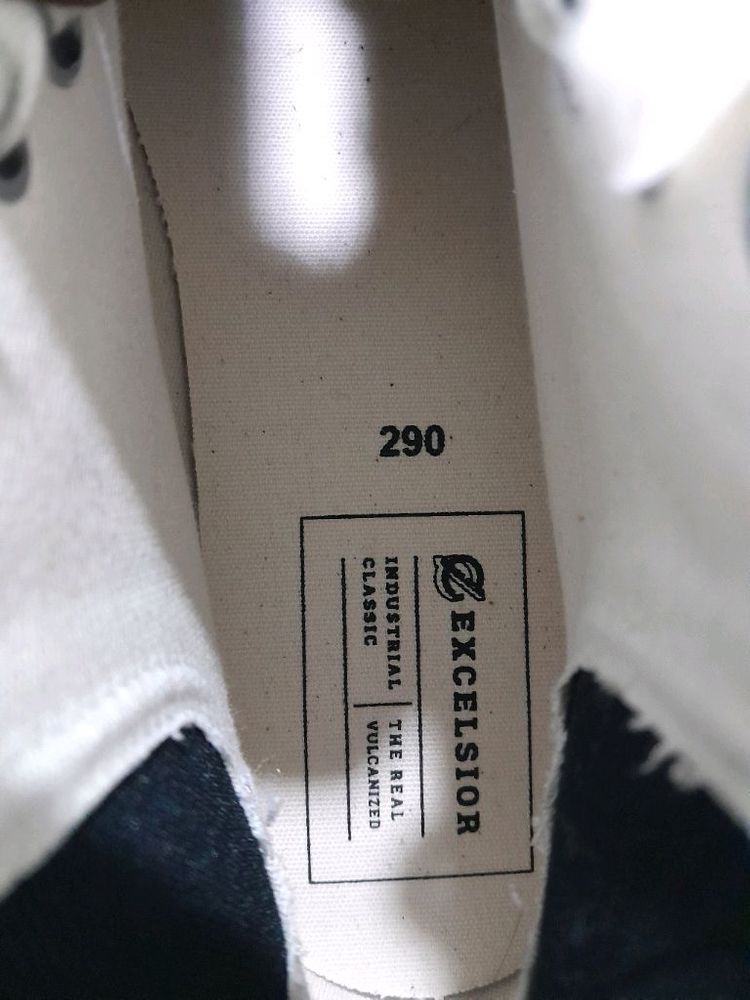 290
EXCELSIOR
INDUSTRIAL
CLASSIC
THE REAL
VULCANIZED